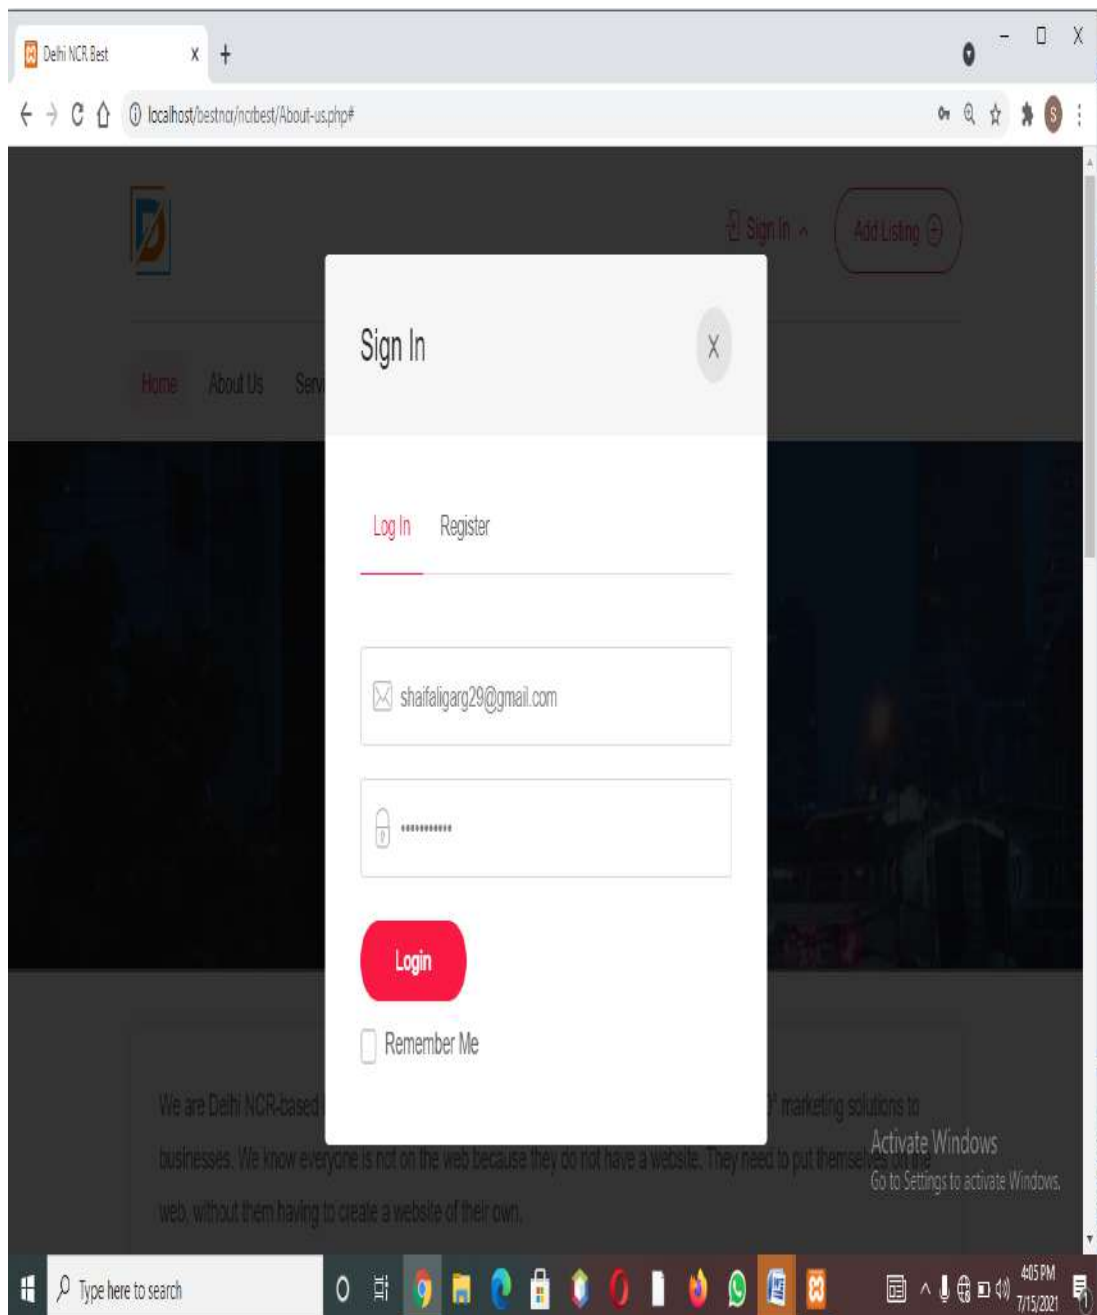 Delhi NCR Best
localhost/bestncr/ncrbest/About-us.php#
S
Sign In
Add Listing
Sign In
X
Home About Us Serv
Log In Register
shaifaligarg29@gmail.com
Login
Remember Me
We are Delhi NCR-based
° marketing solutions to
businesses. We know everyone is not on the web because they do not have a website. They need to put themselves on the
web, without them having to create a website of their own.
Activate Windows
Go to Settings to activate Windows.
Type here to search
4:05 PM
7/15/2021